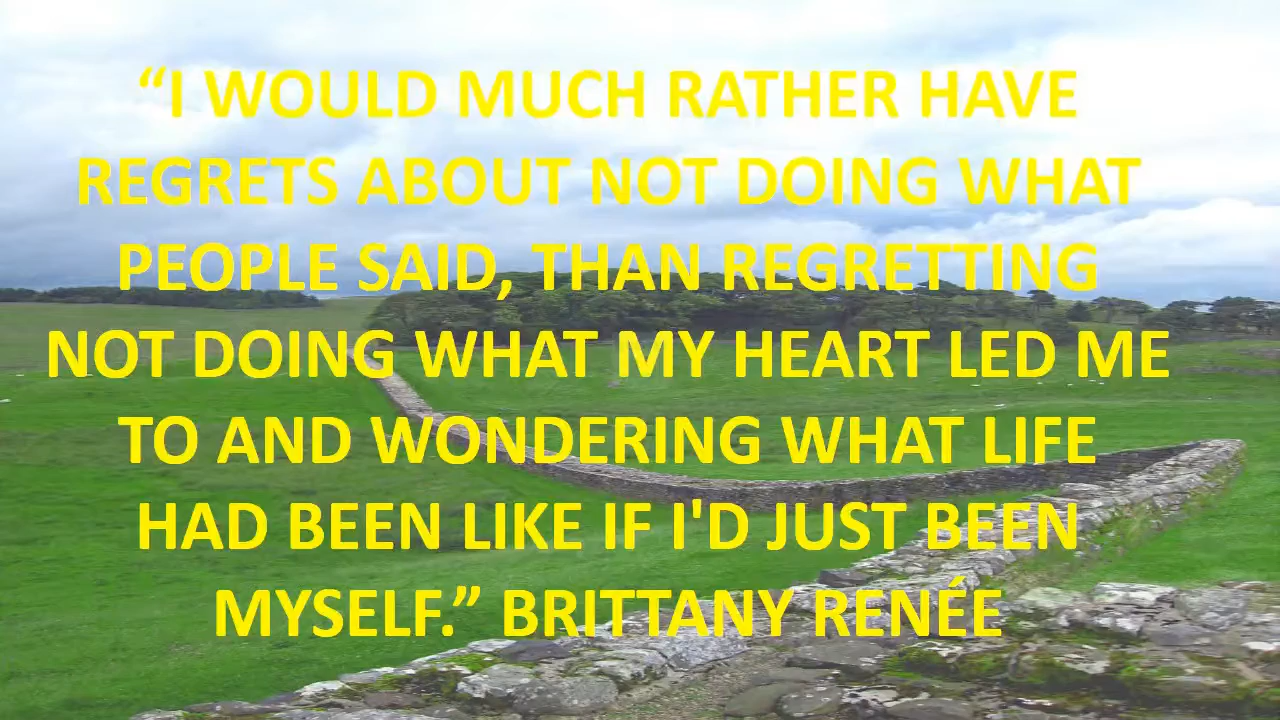 “I WOULD MUCH RATHER HAVE
REGRETS ABOUT NOT DOING WHAT
PEOPLE SAID, THAN REGRETTING
NOT DOING WHAT MY HEART LED ME
TO AND WONDERING WHAT LIFE
HAD BEEN LIKE IF I'D JUST BEEN
MYSELF.” BRITTANY RENÉE